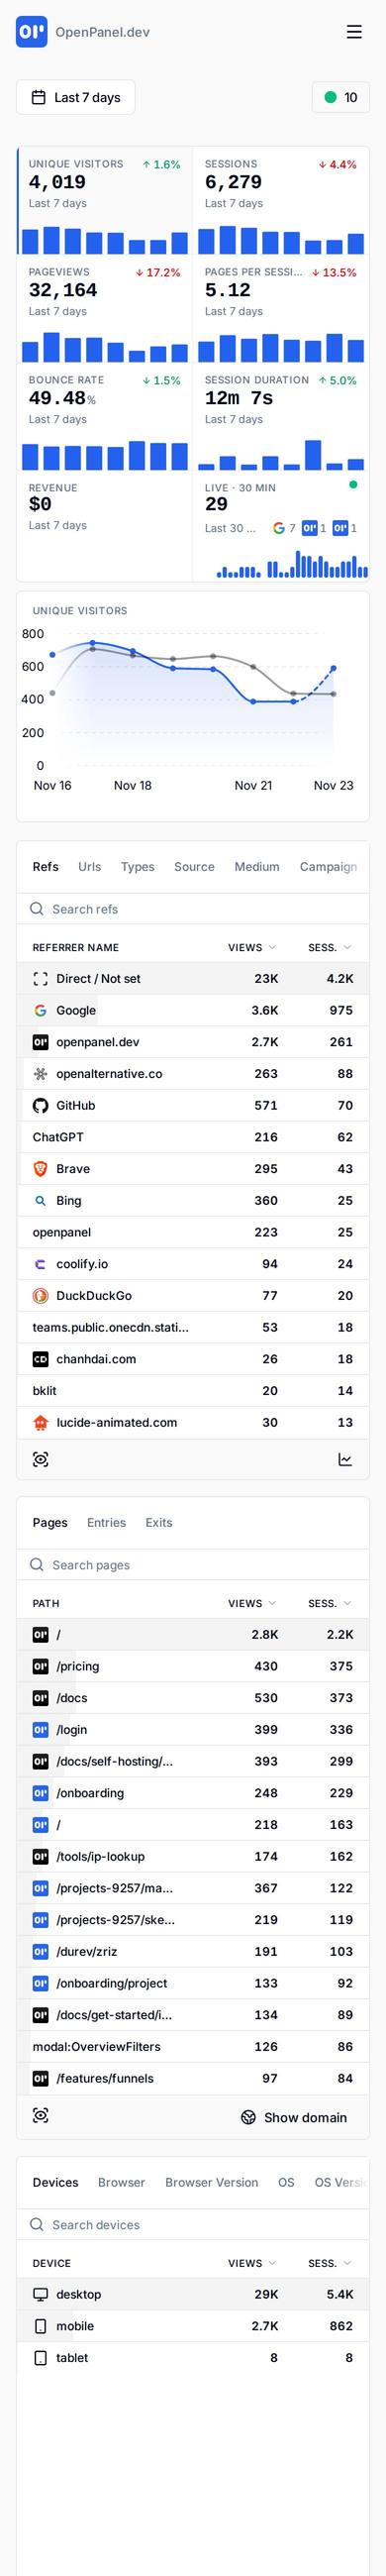 OpenPanel.dev
Last 7 days
10
UNIQUE VISITORS ↑ 1.6%
4,019
Last 7 days
SESSIONS ↓ 4.4%
6,279
Last 7 days
PAGEVIEWS ↓ 17.2%
32,164
Last 7 days
PAGES PER SESSI... ↓ 13.5%
5.12
Last 7 days
BOUNCE RATE ↓ 1.5%
49.48%
Last 7 days
SESSION DURATION ↑ 5.0%
12m 7s
Last 7 days
REVENUE
$0
Last 7 days
LIVE · 30 MIN
29
Last 30 ... 7 1 1
UNIQUE VISITORS
800
600
400
200
0
Nov 16 Nov 18 Nov 21 Nov 23
Refs Urls Types Source Medium Campaign
Search refs
REFERRER NAME VIEWS SESS.
Direct / Not set 23K 4.2K
Google 3.6K 975
openpanel.dev 2.7K 261
openalternative.co 263 88
GitHub 571 70
ChatGPT 216 62
Brave 295 43
Bing 360 25
openpanel 223 25
coolify.io 94 24
DuckDuckGo 77 20
teams.public.onecdn.stati... 53 18
chanhdai.com 26 18
bklit 20 14
lucide-animated.com 30 13
Pages Entries Exits
Search pages
PATH VIEWS SESS.
/ 2.8K 2.2K
/pricing 430 375
/docs 530 373
/login 399 336
/docs/self-hosting/... 393 299
/onboarding 248 229
/ 218 163
/tools/ip-lookup 174 162
/projects-9257/ma... 367 122
/projects-9257/ske... 219 119
/durev/zriz 191 103
/onboarding/project 133 92
/docs/get-started/i... 134 89
modal:OverviewFilters 126 86
/features/funnels 97 84
Show domain
Devices Browser Browser Version OS OS Versi
Search devices
DEVICE VIEWS SESS.
desktop 29K 5.4K
mobile 2.7K 862
tablet 8 8